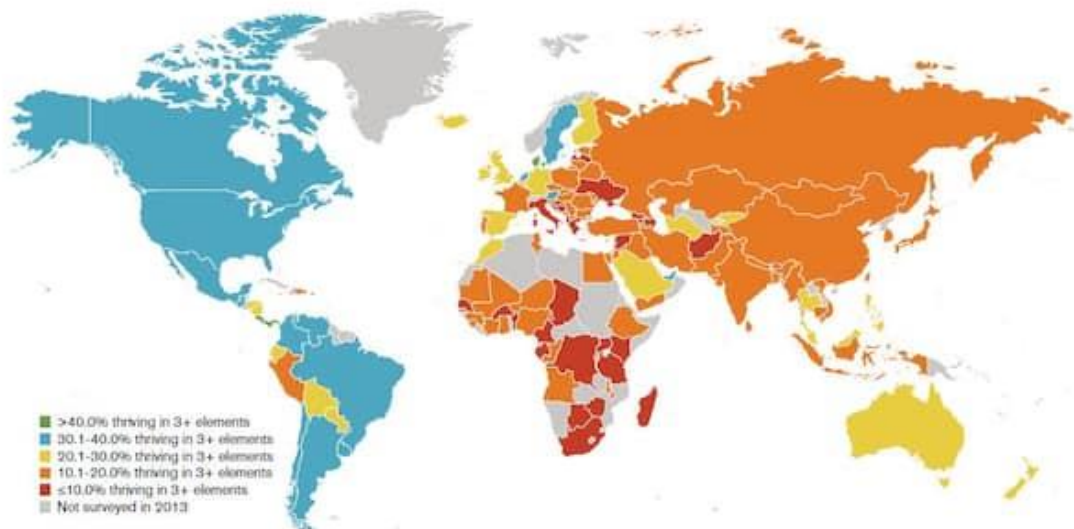 >40.0% thriving in 3+ elements
30.1-40.0% thriving in 3+ elements
20.1-30.0% thriving in 3+ elements
10.1-20.0% thriving in 3+ elements
≤10.0% thriving in 3+ elements
Not surveyed in 2013